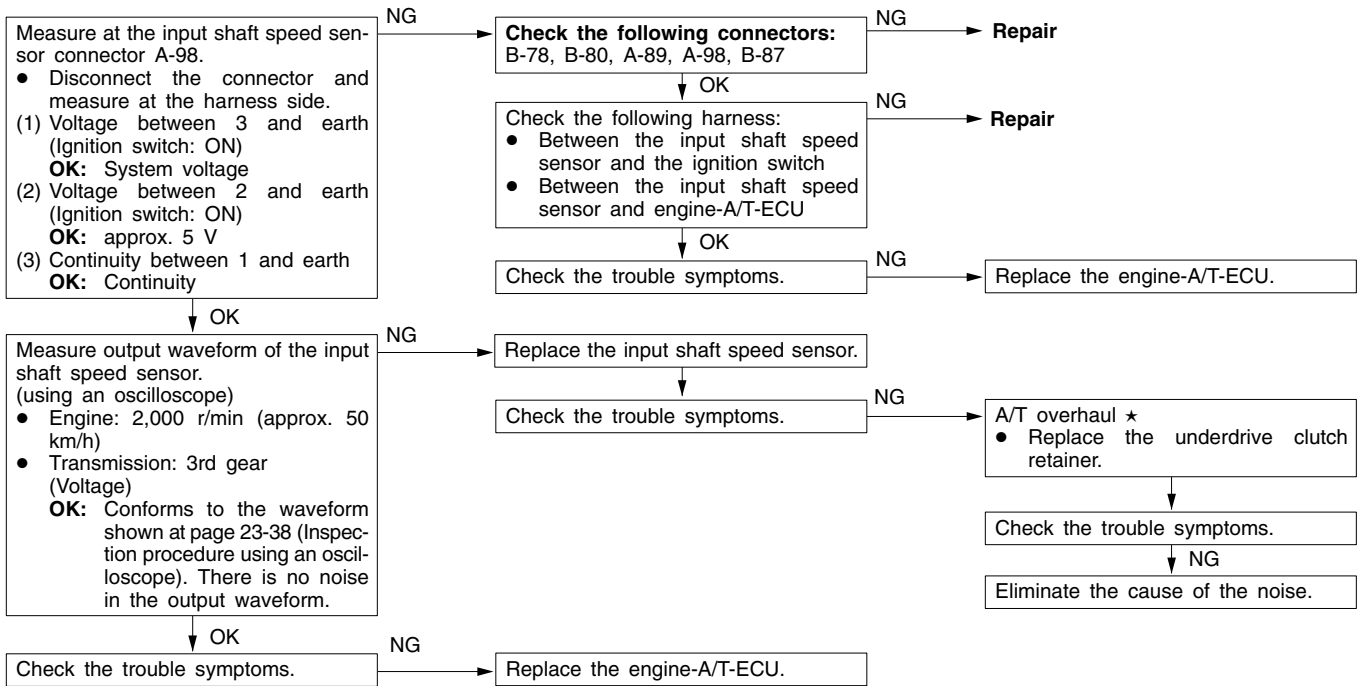 Measure at the input shaft speed sen-
sor connector A-98.
● Disconnect the connector and
measure at the harness side.
(1) Voltage between 3 and earth
(Ignition switch: ON)
OK: System voltage
(2) Voltage between 2 and earth
(Ignition switch: ON)
OK: approx. 5 V
(3) Continuity between 1 and earth
OK: Continuity
NG
Check the following connectors:
B-78, B-80, A-89, A-98, B-87
NG
Repair
OK
Check the following harness:
● Between the input shaft speed
sensor and the ignition switch
● Between the input shaft speed
sensor and engine-A/T-ECU
NG
Repair
OK
Check the trouble symptoms.
NG
Replace the engine-A/T-ECU.
OK
Measure output waveform of the input
shaft speed sensor.
(using an oscilloscope)
● Engine: 2,000 r/min (approx. 50
km/h)
● Transmission: 3rd gear
(Voltage)
OK: Conforms to the waveform
shown at page 23-38 (Inspec-
tion procedure using an oscil-
loscope). There is no noise
in the output waveform.
NG
Replace the input shaft speed sensor.
Check the trouble symptoms.
NG
A/T overhaul ★
● Replace the underdrive clutch
retainer.
Check the trouble symptoms.
NG
Eliminate the cause of the noise.
OK
Check the trouble symptoms.
NG
Replace the engine-A/T-ECU.